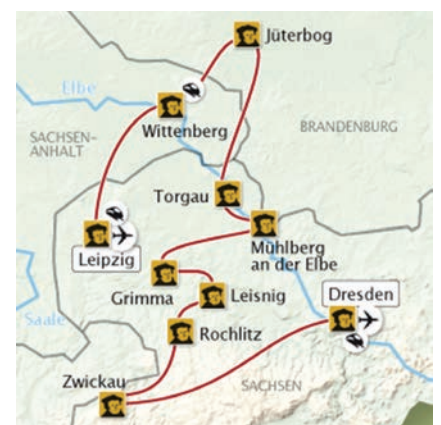 Jüterbog
Elbe
Wittenberg
SACHSEN-
ANHALT
BRANDENBURG
Torgau
Mühlberg
an der Elbe
Leipzig
Grimma
Leisnig
Dresden
Saale
Rochlitz
Zwickau
SACHSEN